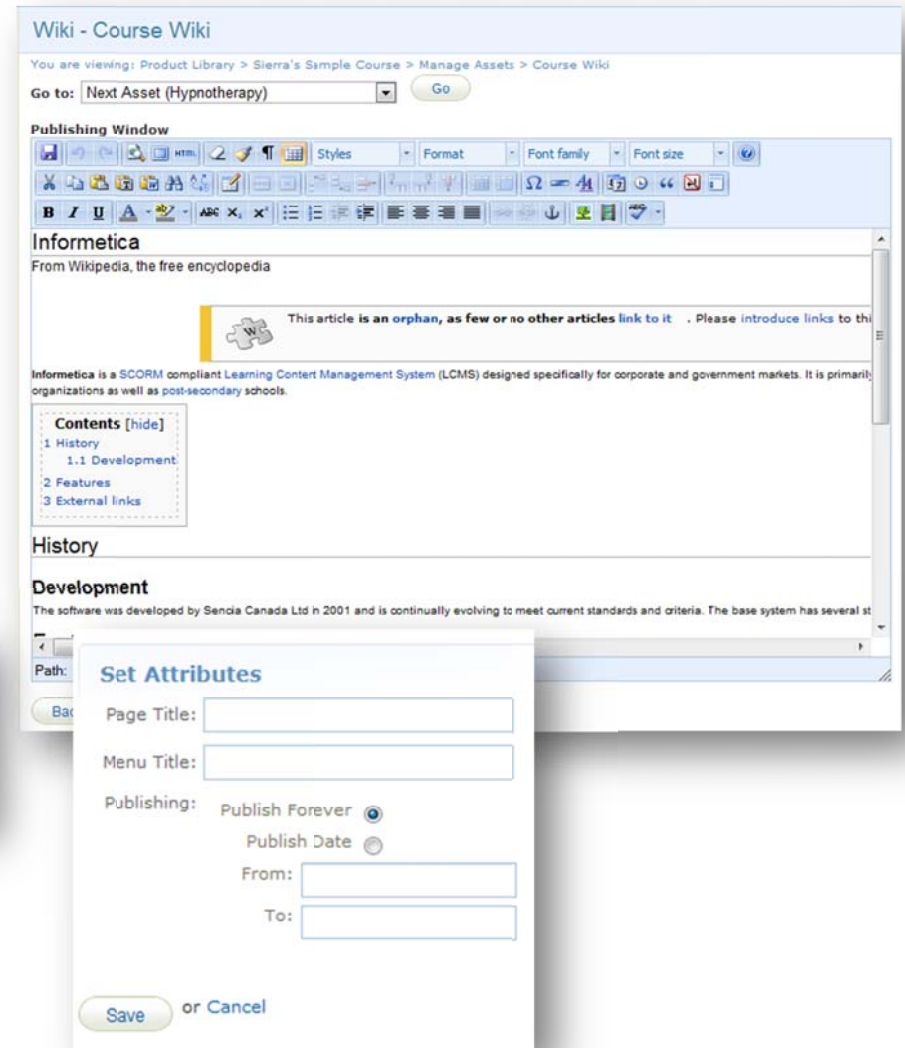 Wiki - Course Wiki
You are viewing: Product Library > Sierra's Sample Course > Manage Assets > Course Wiki
Go to: Next Asset (Hypnotherapy) Go
Publishing Window
HTML Styles Format Font family Font size
B I U A ab ABC x, x²
Informetica
From Wikipedia, the free encyclopedia
W This article is an orphan, as few or no other articles link to it . Please introduce links to thi
Informetica is a SCORM compliant Learning Content Management System (LCMS) designed specifically for corporate and government markets. It is primarily
organizations as well as post-secondary schools.
Contents [hide]
1 History
1.1 Development
2 Features
3 External links
History
Development
The software was developed by Sencia Canada Ltd in 2001 and is continually evolving to meet current standards and criteria. The base system has several st
Path:
Bac
Set Attributes
Page Title:
Menu Title:
Publishing: Publish Forever
Publish Date
From:
To:
Save or Cancel